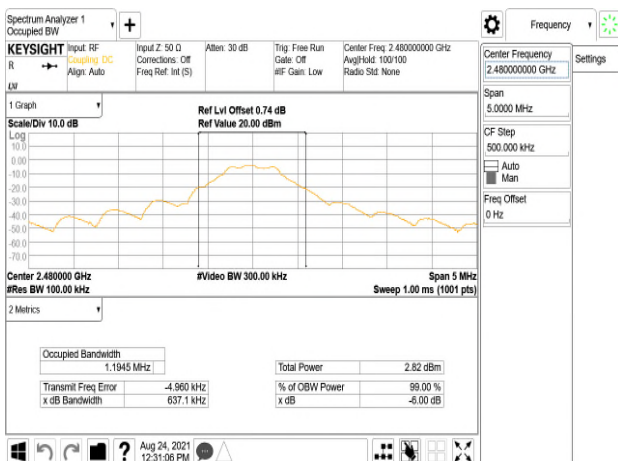 Spectrum Analyzer 1
Occupied BW
Frequency
KEYSIGHT
R
Input: RF
Coupling: DC
Align: Auto
Input Z: 50 Ω
Corrections: Off
Freq Ref: Int (S)
Atten: 30 dB
Trig: Free Run
Gate: Off
#IF Gain: Low
Center Freq: 2.480000000 GHz
Avg|Hold: 100/100
Radio Std: None
Center Frequency
2.480000000 GHz
Settings
Span
5.0000 MHz
CF Step
500.000 kHz
Auto
Man
Freq Offset
0 Hz
1 Graph
Scale/Div 10.0 dB
Ref Lvl Offset 0.74 dB
Ref Value 20.00 dBm
Log
10.0
0.00
-10.0
-20.0
-30.0
-40.0
-50.0
-60.0
-70.0
Center 2.480000 GHz
#Res BW 100.00 kHz
#Video BW 300.00 kHz
Span 5 MHz
Sweep 1.00 ms (1001 pts)
2 Metrics
Occupied Bandwidth
1.1945 MHz
Total Power 2.82 dBm
Transmit Freq Error -4.960 kHz
% of OBW Power 99.00 %
x dB Bandwidth 637.1 kHz
x dB -6.00 dB
?
Aug 24, 2021
12:31:06 PM